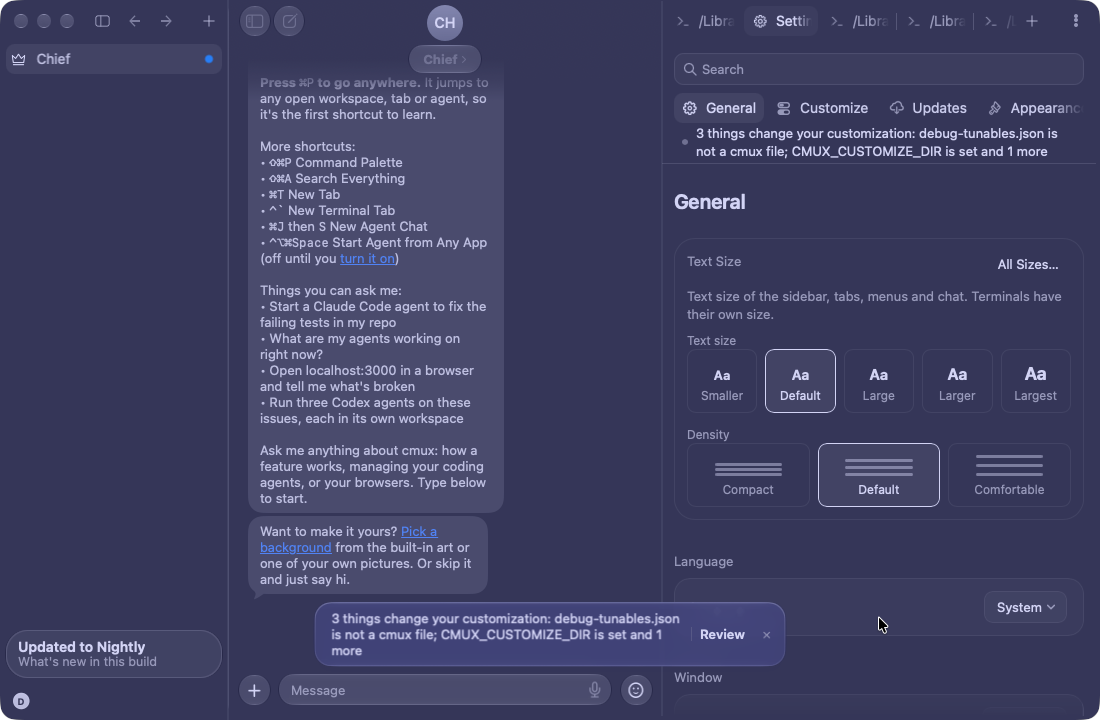 Chief
Updated to Nightly
What's new in this build
D
CH
Chief
Press ⌘P to go anywhere. It jumps to
any open workspace, tab or agent, so
it's the first shortcut to learn.
More shortcuts:
• ⇧⌘P Command Palette
• ⇧⌘A Search Everything
• ⌘T New Tab
• ^` New Terminal Tab
• ⌘J then S New Agent Chat
• ^⌥⌘Space Start Agent from Any App
(off until you turn it on)
Things you can ask me:
• Start a Claude Code agent to fix the
failing tests in my repo
• What are my agents working on
right now?
• Open localhost:3000 in a browser
and tell me what's broken
• Run three Codex agents on these
issues, each in its own workspace
Ask me anything about cmux: how a
feature works, managing your coding
agents, or your browsers. Type below
to start.
Want to make it yours? Pick a
background from the built-in art or
one of your own pictures. Or skip it
and just say hi.
3 things change your customization: debug-tunables.json
is not a cmux file; CMUX_CUSTOMIZE_DIR is set and 1
more
Review
Message
/Libra Settin /Libra /Libra /l
Search
General Customize Updates Appearanc
3 things change your customization: debug-tunables.json is
not a cmux file; CMUX_CUSTOMIZE_DIR is set and 1 more
General
Text Size
All Sizes...
Text size of the sidebar, tabs, menus and chat. Terminals have
their own size.
Text size
Aa Aa Aa Aa Aa
Smaller Default Large Larger Largest
Density
Compact Default Comfortable
Language
System
Window